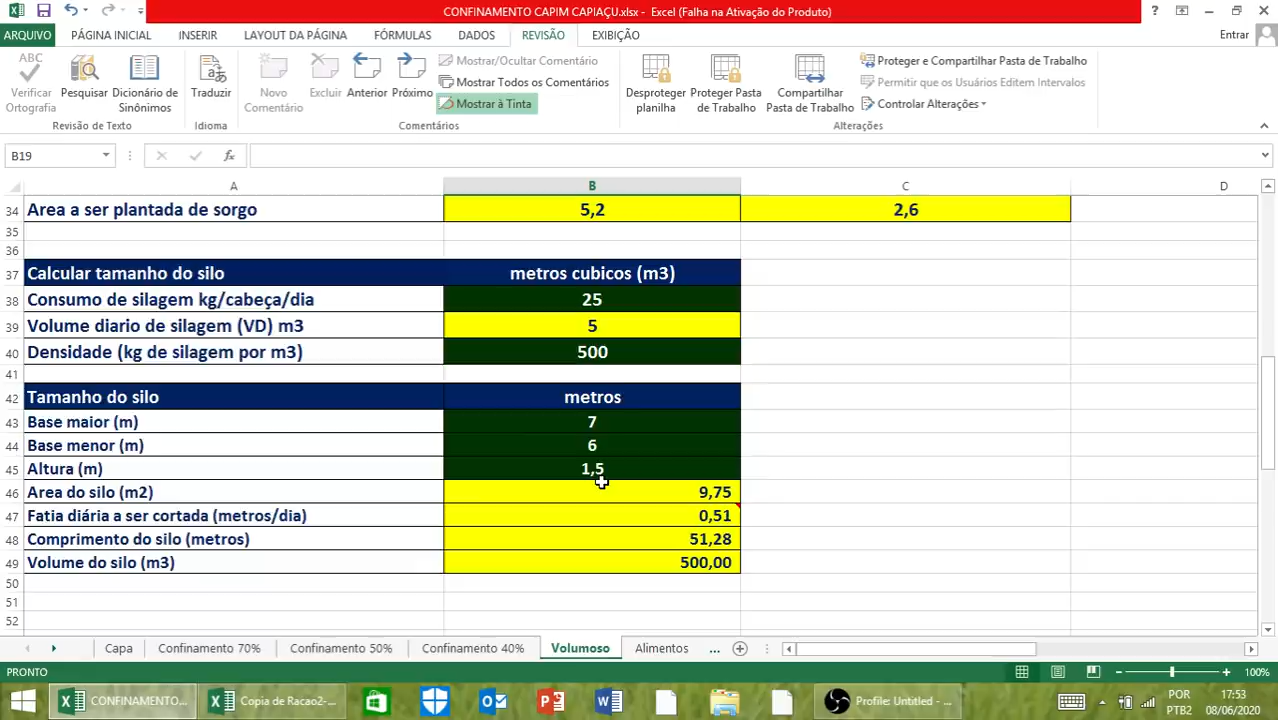 CONFINAMENTO CAPIM CAPIAÇU.xlsx - Excel (Falha na Ativação do Produto)
ARQUIVO PÁGINA INICIAL INSERIR LAYOUT DA PÁGINA FÓRMULAS DADOS REVISÃO EXIBIÇÃO Entrar
ABC
Verificar Ortografia
Pesquisar
Dicionário de Sinônimos
Traduzir
Novo Comentário
Excluir
Anterior
Próximo
Mostrar/Ocultar Comentário
Mostrar Todos os Comentários
Mostrar à Tinta
Desproteger planilha
Proteger Pasta de Trabalho
Compartilhar Pasta de Trabalho
Proteger e Compartilhar Pasta de Trabalho
Permitir que os Usuários Editem Intervalos
Controlar Alterações
Revisão de Texto Idioma Comentários Alterações
B19 fx
A B C D
34 Area a ser plantada de sorgo 5,2 2,6
35
36
37 Calcular tamanho do silo metros cubicos (m3)
38 Consumo de silagem kg/cabeça/dia 25
39 Volume diario de silagem (VD) m3 5
40 Densidade (kg de silagem por m3) 500
41
42 Tamanho do silo metros
43 Base maior (m) 7
44 Base menor (m) 6
45 Altura (m) 1,5
46 Area do silo (m2) 9,75
47 Fatia diária a ser cortada (metros/dia) 0,51
48 Comprimento do silo (metros) 51,28
49 Volume do silo (m3) 500,00
50
51
52
Capa Confinamento 70% Confinamento 50% Confinamento 40% Volumoso Alimentos ...
PRONTO 100%
CONFINAMENTO... Copia de Racao2-... Profile: Untitled - ... POR 17:53
PTB2 08/06/2020